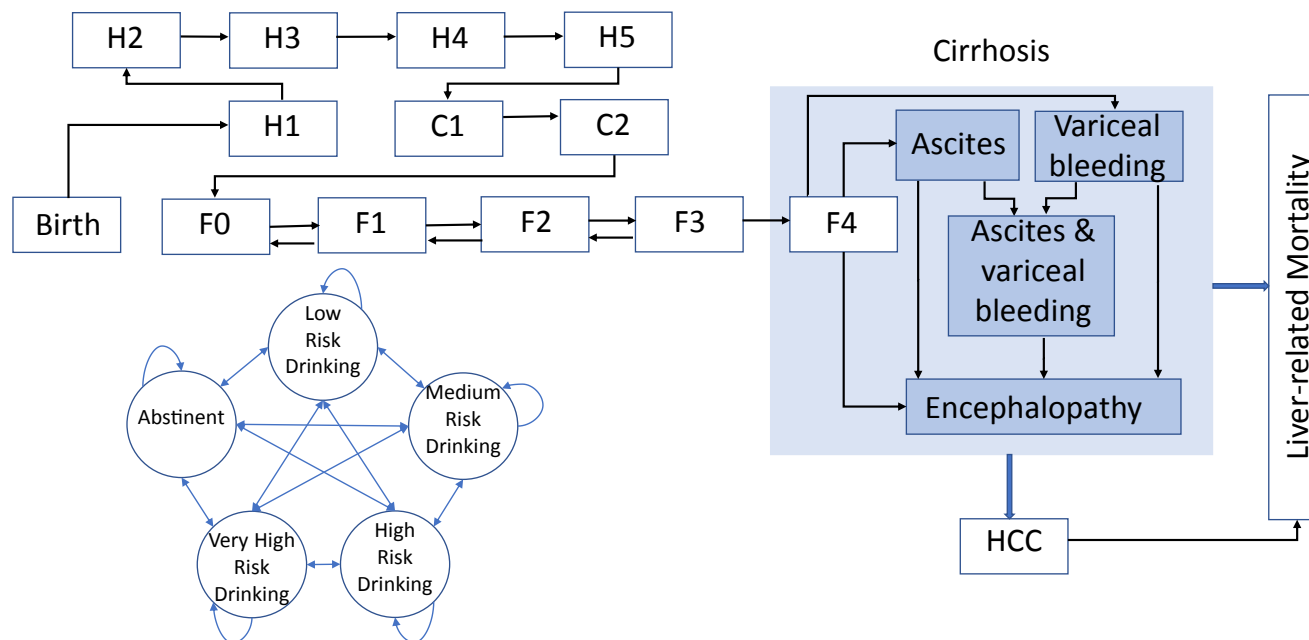 H2
H3
H4
H5
Cirrhosis
H1
C1
C2
Ascites
Variceal
bleeding
Birth
F0
F1
F2
F3
F4
Ascites &
variceal
bleeding
Encephalopathy
Liver-related Mortality
HCC
Low
Risk
Drinking
Abstinent
Medium
Risk
Drinking
Very High
Risk
Drinking
High
Risk
Drinking